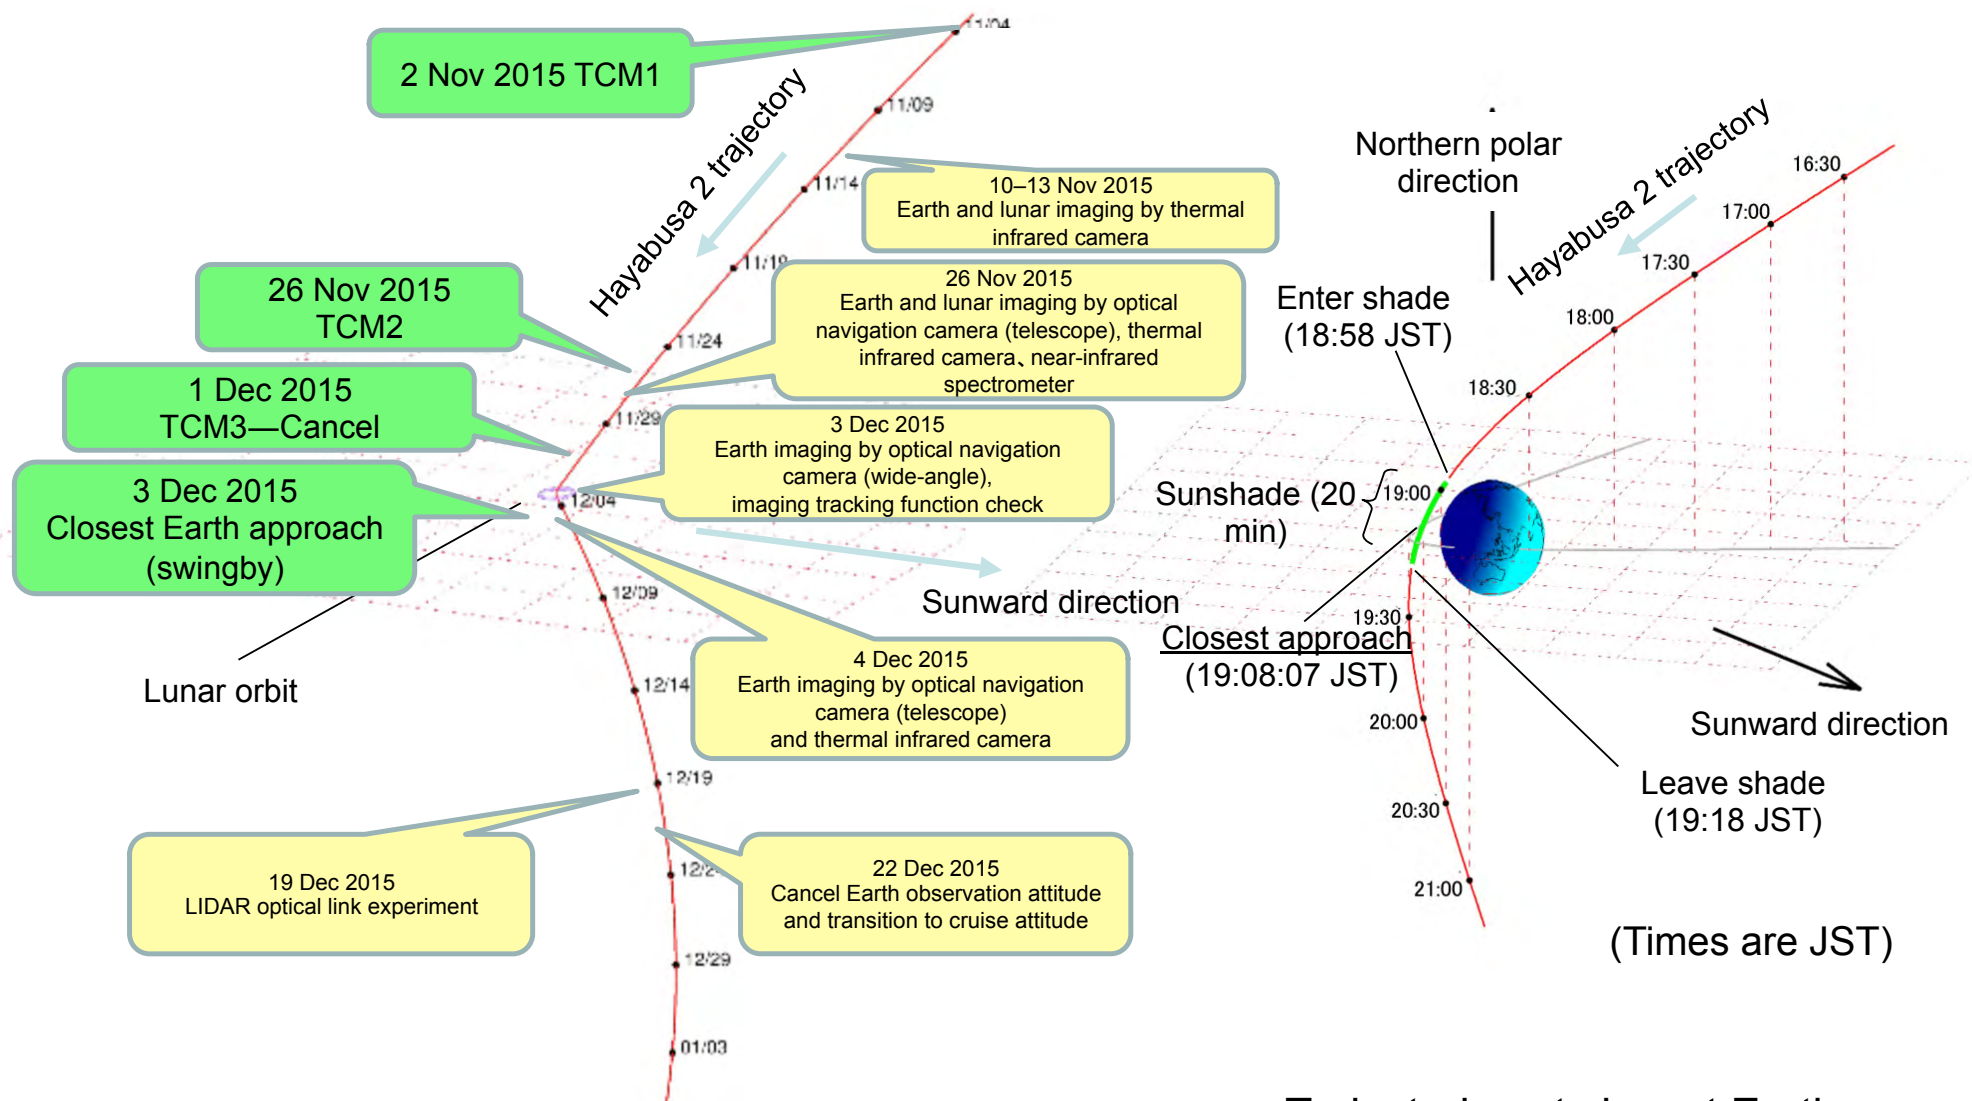 11/04
2 Nov 2015 TCM1
Hayabusa 2 trajectory
11/09
11/14
10–13 Nov 2015
Earth and lunar imaging by thermal
infrared camera
11/19
26 Nov 2015
TCM2
26 Nov 2015
Earth and lunar imaging by optical
navigation camera (telescope), thermal
infrared camera、near-infrared
spectrometer
11/24
1 Dec 2015
TCM3—Cancel
11/29
3 Dec 2015
Earth imaging by optical navigation
camera (wide-angle),
imaging tracking function check
3 Dec 2015
Closest Earth approach
(swingby)
12/04
Sunward direction
12/09
Lunar orbit
12/14
4 Dec 2015
Earth imaging by optical navigation
camera (telescope)
and thermal infrared camera
12/19
19 Dec 2015
LIDAR optical link experiment
22 Dec 2015
Cancel Earth observation attitude
and transition to cruise attitude
12/29
01/03
Northern polar
direction
Hayabusa 2 trajectory
16:30
17:00
17:30
18:00
18:30
Enter shade
(18:58 JST)
Sunshade (20
min)
19:00
19:30
Closest approach
(19:08:07 JST)
20:00
20:30
21:00
Sunward direction
Leave shade
(19:18 JST)
(Times are JST)